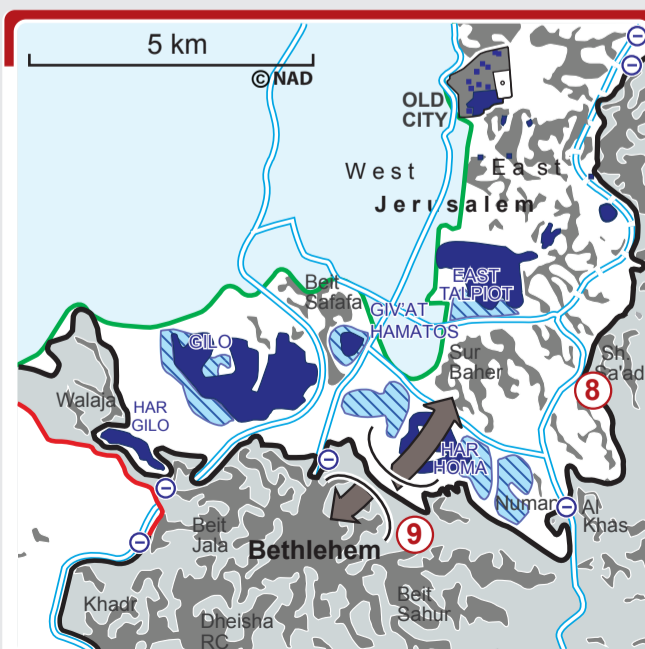 5 km
© NAD
OLD
CITY
West
East
Jerusalem
EAST
TALPIOT
Beit
Safafa
GIV'AT
HAMATOS
GILO
Sur
Baher
Sh.
Sa'ad
8
Walaja
HAR
GILO
HAR
HOMA
Numan
Al
Khas
9
Beit
Jala
Bethlehem
Khadr
Dheisha
RC
Beit
Sahur